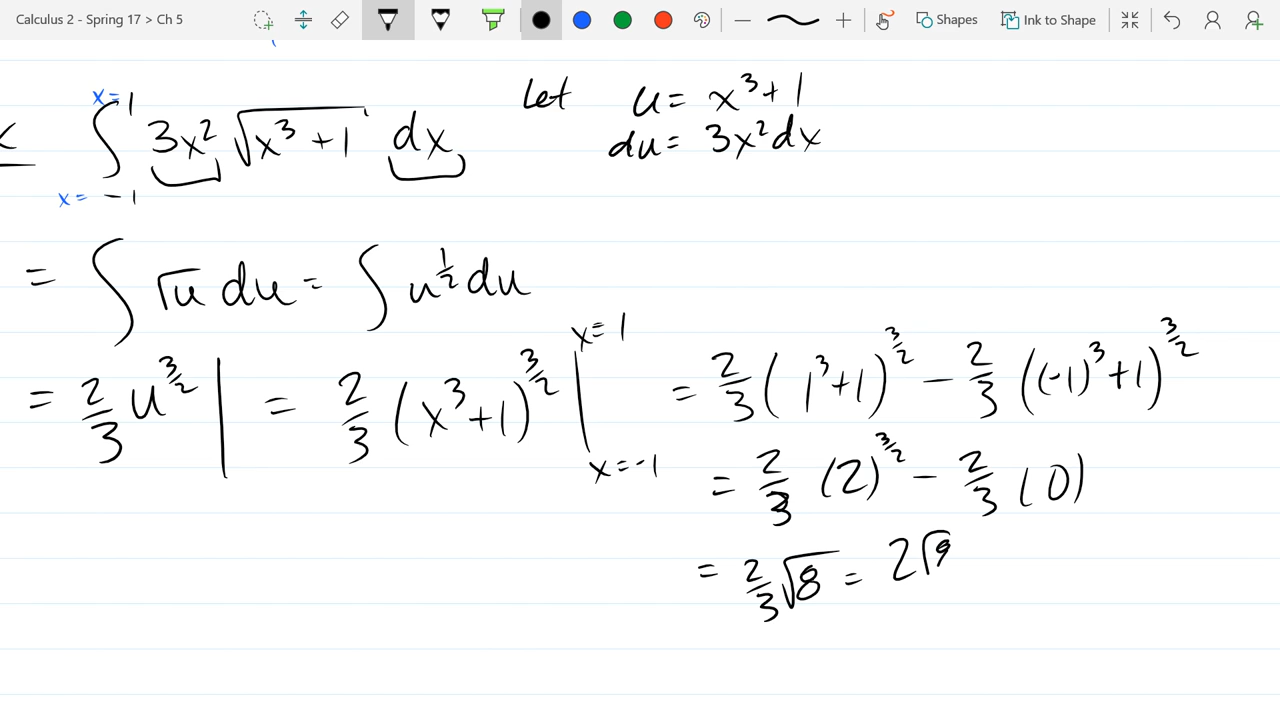 Calculus 2 - Spring 17 > Ch 5
Shapes
Ink to Shape
∫_{x=-1}^{x=1} 3x² √(x³+1) dx
Let u = x³+1
du = 3x²dx
= ∫ √u du = ∫ u^{1/2} du
= 2/3 u^{3/2} | = 2/3 (x³+1)^{3/2} |_{x=-1}^{x=1} = 2/3 (1³+1)^{3/2} - 2/3 ((-1)³+1)^{3/2}
= 2/3 (2)^{3/2} - 2/3 (0)
= 2/3 √8 = 2√